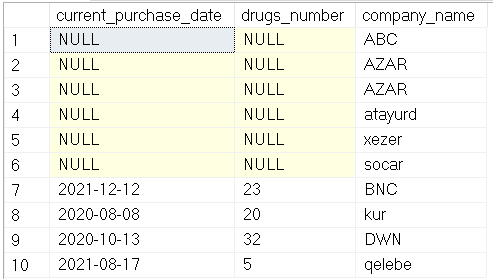 current_purchase_date drugs_number company_name
1 NULL NULL ABC
2 NULL NULL AZAR
3 NULL NULL AZAR
4 NULL NULL atayurd
5 NULL NULL xezer
6 NULL NULL socar
7 2021-12-12 23 BNC
8 2020-08-08 20 kur
9 2020-10-13 32 DWN
10 2021-08-17 5 qelebe